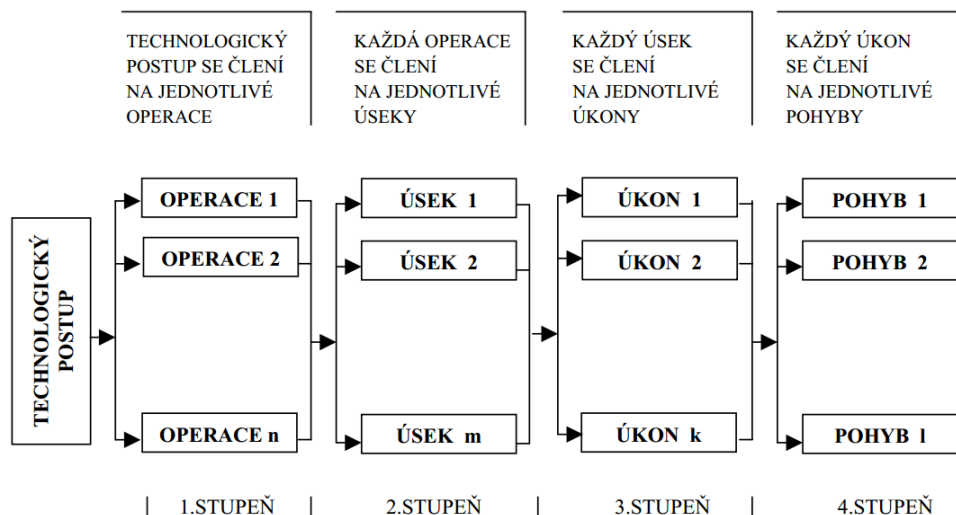 TECHNOLOGICKÝ
POSTUP SE ČLENÍ
NA JEDNOTLIVÉ
OPERACE
KAŽDÁ OPERACE
SE ČLENÍ
NA JEDNOTLIVÉ
ÚSEKY
KAŽDÝ ÚSEK
SE ČLENÍ
NA JEDNOTLIVÉ
ÚKONY
KAŽDÝ ÚKON
SE ČLENÍ
NA JEDNOTLIVÉ
POHYBY
TECHNOLOGICKÝ
POSTUP
OPERACE 1
OPERACE 2
OPERACE n
ÚSEK 1
ÚSEK 2
ÚSEK m
ÚKON 1
ÚKON 2
ÚKON k
POHYB 1
POHYB 2
POHYB l
1.STUPEŇ
2.STUPEŇ
3.STUPEŇ
4.STUPEŇ